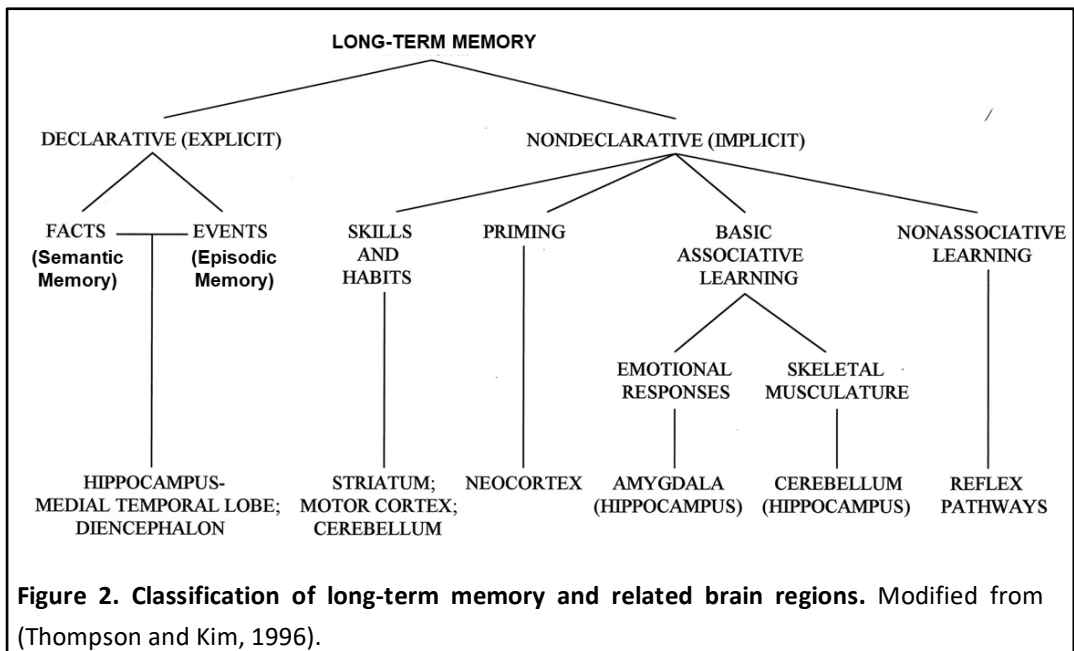 LONG-TERM MEMORY
DECLARATIVE (EXPLICIT)
NONDECLARATIVE (IMPLICIT)
FACTS
(Semantic
Memory)
EVENTS
(Episodic
Memory)
SKILLS
AND
HABITS
PRIMING
BASIC
ASSOCIATIVE
LEARNING
NONASSOCIATIVE
LEARNING
EMOTIONAL
RESPONSES
SKELETAL
MUSCULATURE
HIPPOCAMPUS-
MEDIAL TEMPORAL LOBE;
DIENCEPHALON
STRIATUM;
MOTOR CORTEX;
CEREBELLUM
NEOCORTEX
AMYGDALA
(HIPPOCAMPUS)
CEREBELLUM
(HIPPOCAMPUS)
REFLEX
PATHWAYS
Figure 2. Classification of long-term memory and related brain regions. Modified from
(Thompson and Kim, 1996).